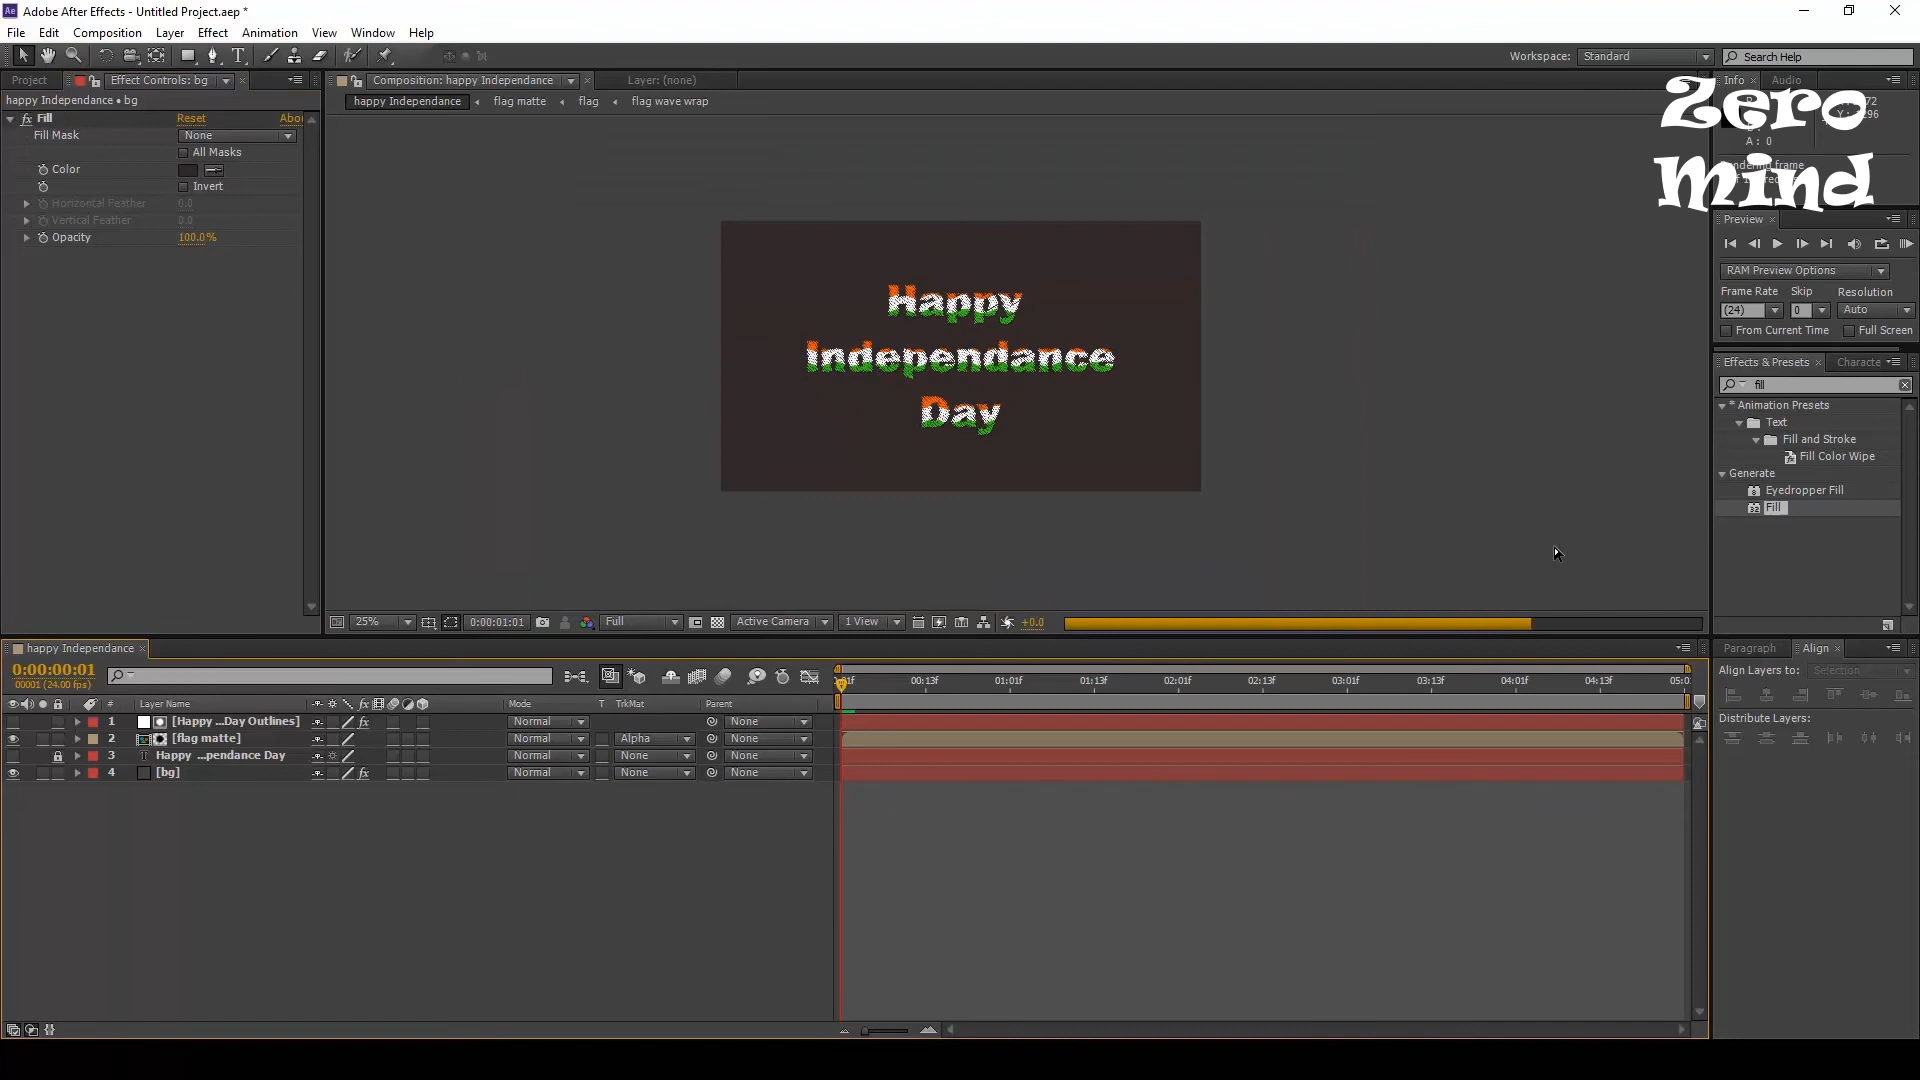 Adobe After Effects - Untitled Project.aep *
File Edit Composition Layer Effect Animation View Window Help
Workspace: Standard Search Help
Project Effect Controls: bg Composition: happy Independance Layer: (none) Info Audio
happy Independance • bg happy Independance flag matte flag flag wave wrap
Zero
Mind
A: 0
Fill Reset
Fill Mask None
All Masks
Color
Invert
Horizontal Feather 0.0
Vertical Feather 0.0
Opacity 100.0%
Happy
Independance
Day
Preview
RAM Preview Options
Frame Rate Skip Resolution
(24) 0 Auto
From Current Time Full Screen
Effects & Presets Characte
fill
* Animation Presets
Text
Fill and Stroke
Fill Color Wipe
Generate
Eyedropper Fill
Fill
25% 0:00:01:01 Full Active Camera 1 View +0.0
happy Independance
0:00:00:01
00001 (24.00 fps)
00:13f 01:01f 01:13f 02:01f 02:13f 03:01f 03:13f 04:01f 04:13f 05:0
# Layer Name Mode T TrkMat Parent
1 [Happy ...Day Outlines] Normal None
2 [flag matte] Normal Alpha None
3 Happy ...pendance Day Normal None None
4 [bg] Normal None None
Paragraph Align
Align Layers to: Selection
Distribute Layers: